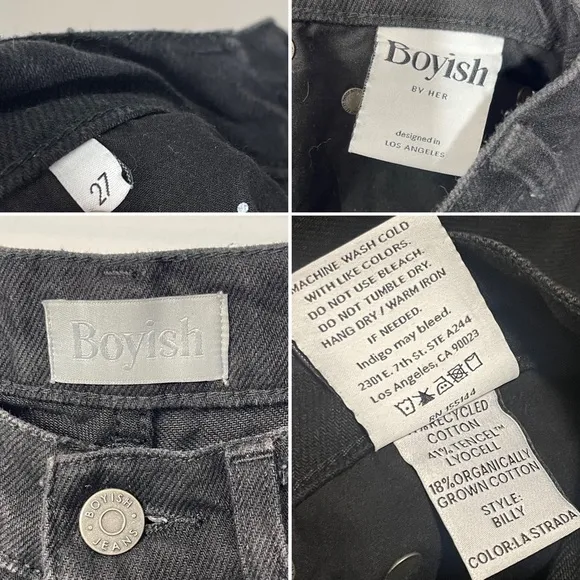 27
Boyish
BY HER
designed in
LOS ANGELES
Boyish
BOYISH
JEANS
MACHINE WASH COLD
WITH LIKE COLORS.
DO NOT USE BLEACH.
DO NOT TUMBLE DRY.
HANG DRY / WARM IRON
IF NEEDED.
Indigo may bleed.
2301 E. 7th St. STE A244
Los Angeles, CA 90023
RN 155144
RECYCLED
COTTON
TENCEL™
LYOCELL
18% ORGANICALLY
GROWN COTTON
STYLE:
BILLY
COLOR:LA STRADA